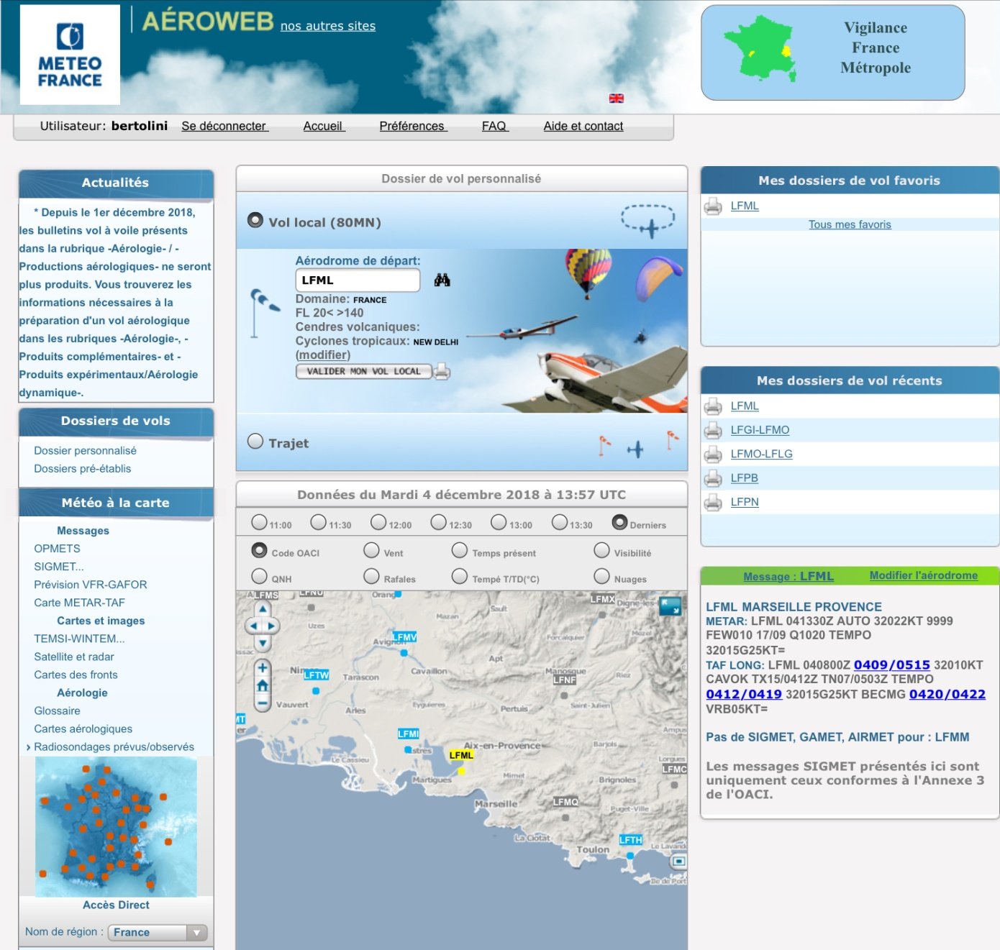 METEO
FRANCE
AÉROWEB nos autres sites
Vigilance
France
Métropole
Utilisateur: bertolini Se déconnecter Accueil Préférences FAQ Aide et contact
Actualités
* Depuis le 1er décembre 2018,
les bulletins vol à voile présents
dans la rubrique -Aérologie- / -
Productions aérologiques- ne seront
plus produits. Vous trouverez les
informations nécessaires à la
préparation d'un vol aérologique
dans les rubriques -Aérologie-, -
Produits complémentaires- et -
Produits expérimentaux/Aérologie
dynamique-.
Dossiers de vols
Dossier personnalisé
Dossiers pré-établis
Météo à la carte
Messages
OPMETS
SIGMET...
Prévision VFR-GAFOR
Carte METAR-TAF
Cartes et images
TEMSI-WINTEM...
Satellite et radar
Cartes des fronts
Aérologie
Glossaire
Cartes aérologiques
Radiosondages prévus/observés
Accès Direct
Nom de région : France
Dossier de vol personnalisé
Vol local (80MN)
Aérodrome de départ:
LFML
Domaine: FRANCE
FL 20< >140
Cendres volcaniques:
Cyclones tropicaux: NEW DELHI
(modifier)
VALIDER MON VOL LOCAL
Trajet
Données du Mardi 4 décembre 2018 à 13:57 UTC
11:00 11:30 12:00 12:30 13:00 13:30 Derniers
Code OACI Vent Temps présent Visibilité
QNH Rafales Tempé T/TD(°C) Nuages
LFMS LFNU Orang LFMX Digne-les
Sault
Mazan
Uzes
Forcalquier Mezel
LFMV
Avignon
Apt
Nim LFTW Tarascon Cavaillon Manosque Riez
LFNF
Vauvert Arles Eyguieres Pertuis Saint-Julien
MT
er
LFMI Ampus
stres Aix-en-Provence Barjols
LFML
Le Cassieu Lorgues
LFMC
Martigues Mimet Brignoles
Marseille LFMQ Puget-Ville
La Ciotat LFTH
Toulon Le Lavand
Ile de Port
Mes dossiers de vol favoris
LFML
Tous mes favoris
Mes dossiers de vol récents
LFML
LFGI-LFMO
LFMO-LFLG
LFPB
LFPN
Message : LFML Modifier l'aérodrome
LFML MARSEILLE PROVENCE
METAR: LFML 041330Z AUTO 32022KT 9999
FEW010 17/09 Q1020 TEMPO
32015G25KT=
TAF LONG: LFML 040800Z 0409/0515 32010KT
CAVOK TX15/0412Z TN07/0503Z TEMPO
0412/0419 32015G25KT BECMG 0420/0422
VRB05KT=
Pas de SIGMET, GAMET, AIRMET pour : LFMM
Les messages SIGMET présentés ici sont
uniquement ceux conformes à l'Annexe 3
de l'OACI.